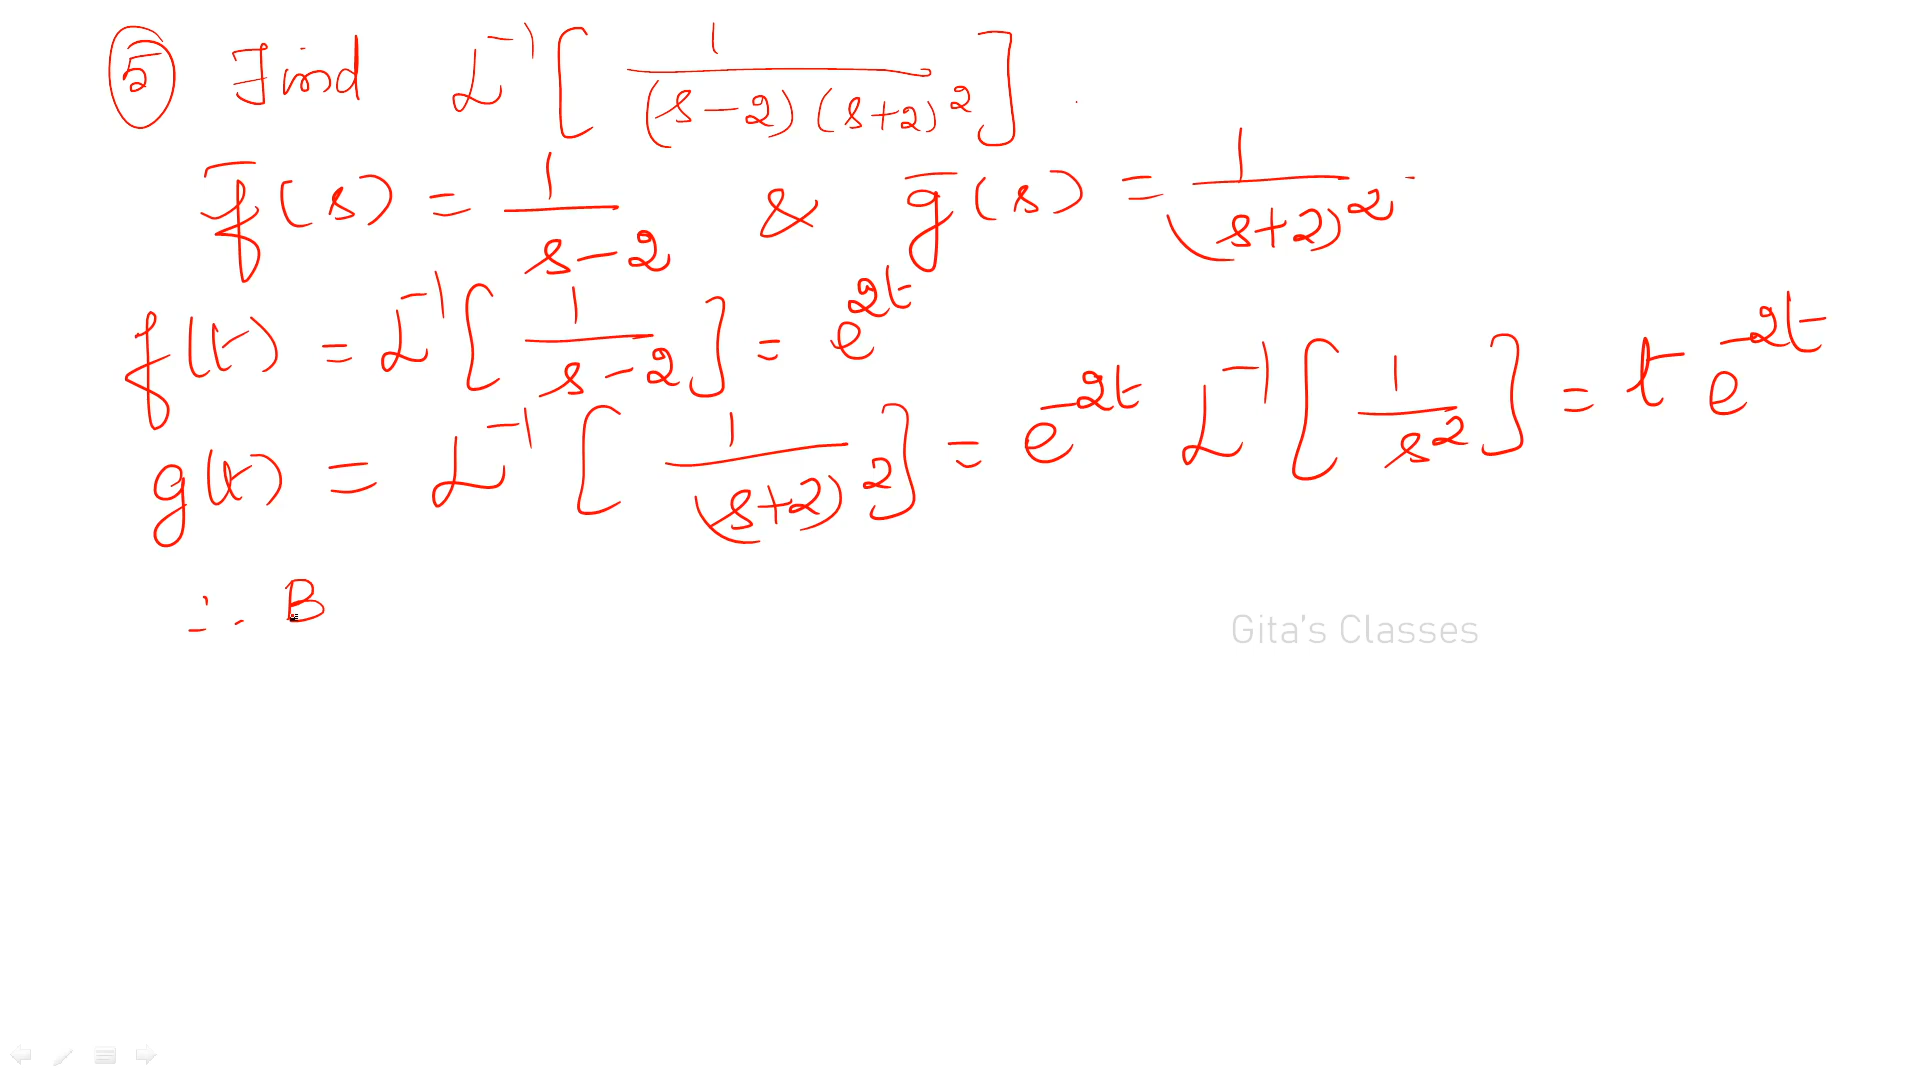 5 Find L⁻¹[ 1 / (s-2)(s+2)² ]
f̄(s) = 1 / s-2 & ḡ(s) = 1 / (s+2)²
f(t) = L⁻¹[ 1 / s-2 ] = e^2t
g(t) = L⁻¹[ 1 / (s+2)² ] = e^-2t L⁻¹[ 1 / s² ] = t e^-2t
∴ B
Gita's Classes